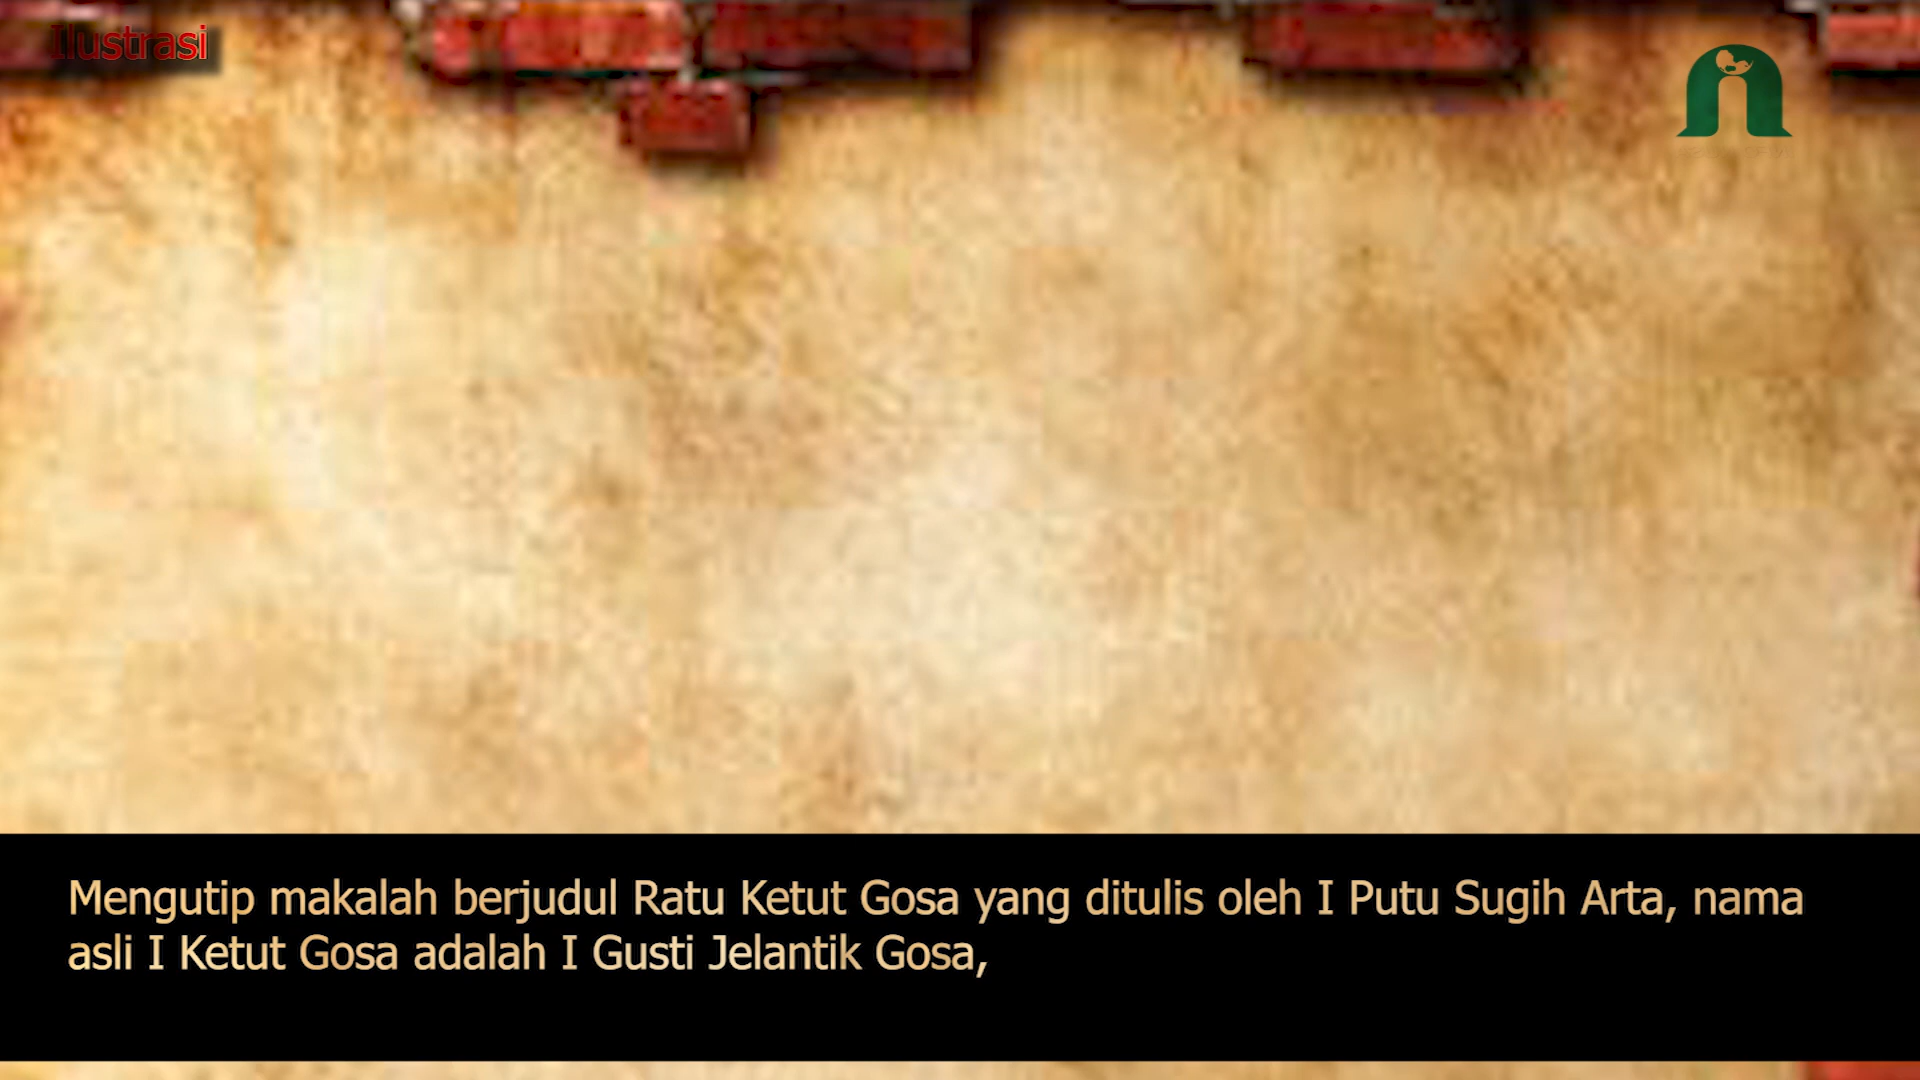 Ilustrasi
Mengutip makalah berjudul Ratu Ketut Gosa yang ditulis oleh I Putu Sugih Arta, nama
asli I Ketut Gosa adalah I Gusti Jelantik Gosa,